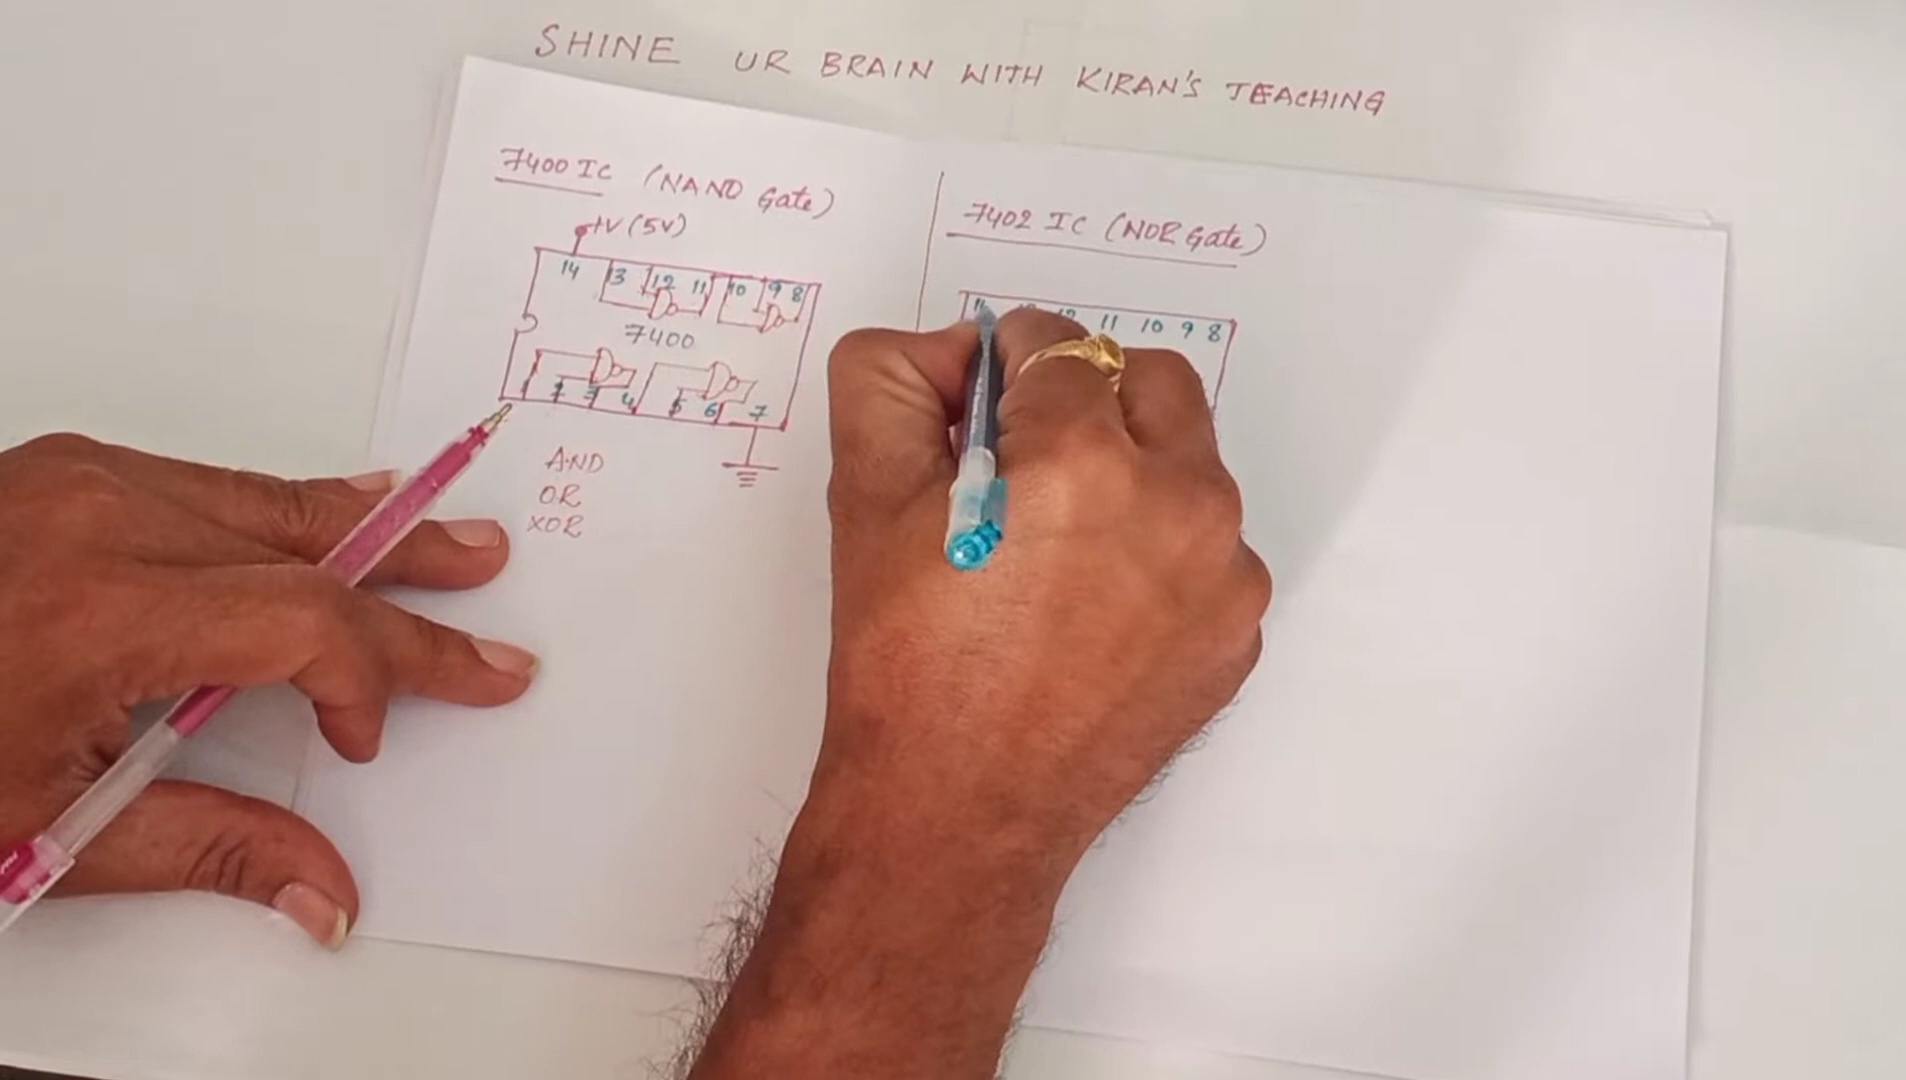 SHINE UR BRAIN WITH KIRAN'S TEACHING
7400 IC (NAND Gate)
+V (5V)
14 13 12 11 10 9 8
7400
1 2 3 4 5 6 7
AND
OR
XOR
7402 IC (NOR Gate)
11 10 9 8